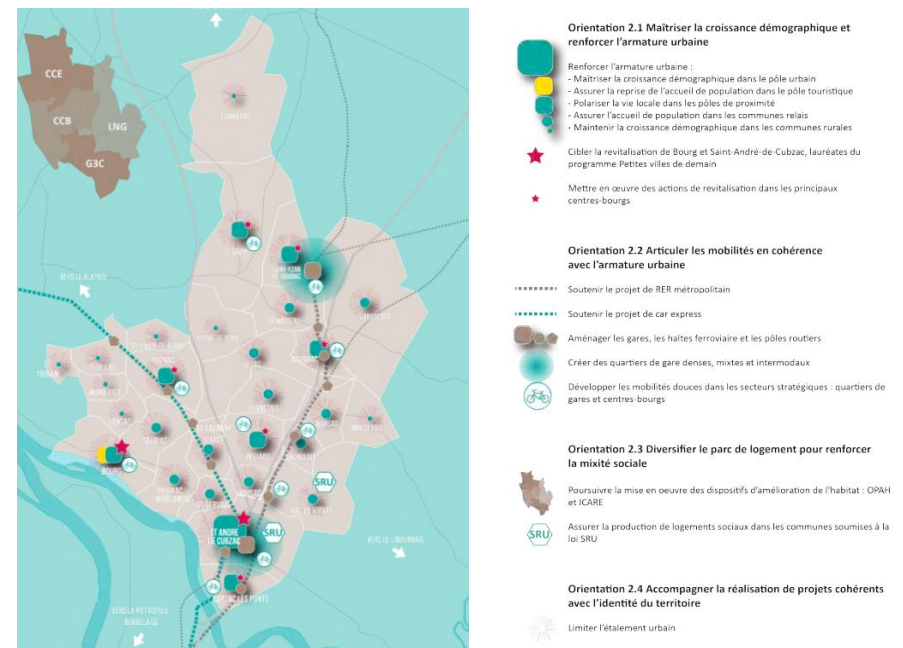 CCE
CCB
LNG
G3C
VERS LE BLAYAIS
ST SAVIN
LARUSCADE
PUGNAC
TEUILLAC
MOMBRIER
LANSAC
TAURIAC
BOURG
PEUJARD
SRU
ST ANDRE
DE CUBZAC
SRU
VERS LE LIBOURNAIS
VERS LA METROPOLE
BORDELAISE
Orientation 2.1 Maîtriser la croissance démographique et
renforcer l'armature urbaine
Renforcer l'armature urbaine :
- Maîtriser la croissance démographique dans le pôle urbain
- Assurer la reprise de l'accueil de population dans le pôle touristique
- Polariser la vie locale dans les pôles de proximité
- Assurer l'accueil de population dans les communes relais
- Maintenir la croissance démographique dans les communes rurales
Cibler la revitalisation de Bourg et Saint-André-de-Cubzac, lauréates du
programme Petites villes de demain
Mettre en œuvre des actions de revitalisation dans les principaux
centres-bourgs
Orientation 2.2 Articuler les mobilités en cohérence
avec l'armature urbaine
Soutenir le projet de RER métropolitain
Soutenir le projet de car express
Aménager les gares, les haltes ferroviaire et les pôles routiers
Créer des quartiers de gare denses, mixtes et intermodaux
Développer les mobilités douces dans les secteurs stratégiques : quartiers de
gares et centres-bourgs
Orientation 2.3 Diversifier le parc de logement pour renforcer
la mixité sociale
Poursuivre la mise en oeuvre des dispositifs d'amélioration de l'habitat : OPAH
et ICARE
SRU
Assurer la production de logements sociaux dans les communes soumises à la
loi SRU
Orientation 2.4 Accompagner la réalisation de projets cohérents
avec l'identité du territoire
Limiter l'étalement urbain